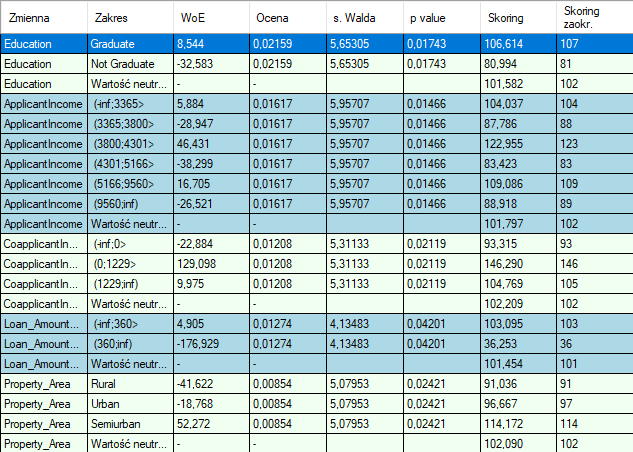 Zmienna Zakres WoE Ocena s. Walda p value Skoring Skoring zaokr.
Education Graduate 8,544 0,02159 5,65305 0,01743 106,614 107
Education Not Graduate -32,583 0,02159 5,65305 0,01743 80,994 81
Education Wartość neutr... - - 101,582 102
ApplicantIncome (-inf;3365> 5,884 0,01617 5,95707 0,01466 104,037 104
ApplicantIncome (3365;3800> -28,947 0,01617 5,95707 0,01466 87,786 88
ApplicantIncome (3800;4301> 46,431 0,01617 5,95707 0,01466 122,955 123
ApplicantIncome (4301;5166> -38,299 0,01617 5,95707 0,01466 83,423 83
ApplicantIncome (5166;9560> 16,705 0,01617 5,95707 0,01466 109,086 109
ApplicantIncome (9560;inf) -26,521 0,01617 5,95707 0,01466 88,918 89
ApplicantIncome Wartość neutr... - - 101,797 102
CoapplicantIn... (-inf;0> -22,884 0,01208 5,31133 0,02119 93,315 93
CoapplicantIn... (0;1229> 129,098 0,01208 5,31133 0,02119 146,290 146
CoapplicantIn... (1229;inf) 9,975 0,01208 5,31133 0,02119 104,769 105
CoapplicantIn... Wartość neutr... - - 102,209 102
Loan_Amount... (-inf;360> 4,905 0,01274 4,13483 0,04201 103,095 103
Loan_Amount... (360;inf) -176,929 0,01274 4,13483 0,04201 36,253 36
Loan_Amount... Wartość neutr... - - 101,454 101
Property_Area Rural -41,622 0,00854 5,07953 0,02421 91,036 91
Property_Area Urban -18,768 0,00854 5,07953 0,02421 96,667 97
Property_Area Semiurban 52,272 0,00854 5,07953 0,02421 114,172 114
Property_Area Wartość neutr... - - 102,090 102